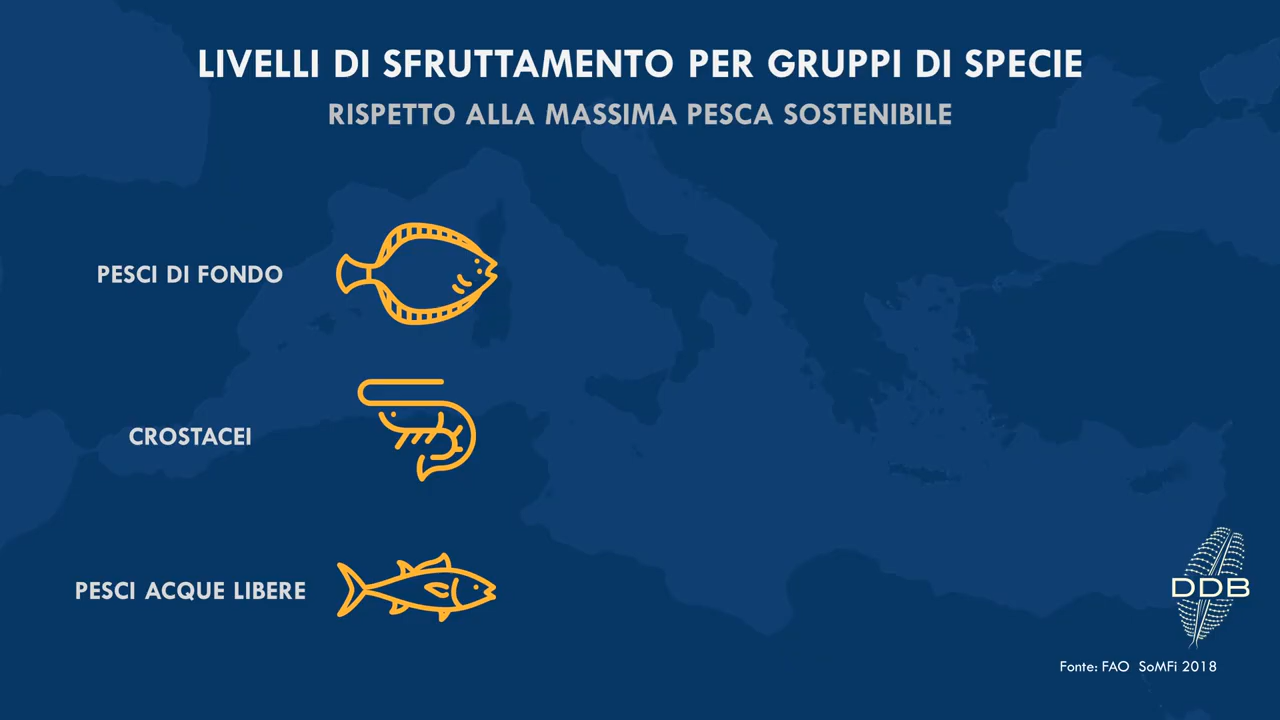 LIVELLI DI SFRUTTAMENTO PER GRUPPI DI SPECIE
RISPETTO ALLA MASSIMA PESCA SOSTENIBILE
PESCI DI FONDO
CROSTACEI
PESCI ACQUE LIBERE
DDB
Fonte: FAO SoMFi 2018